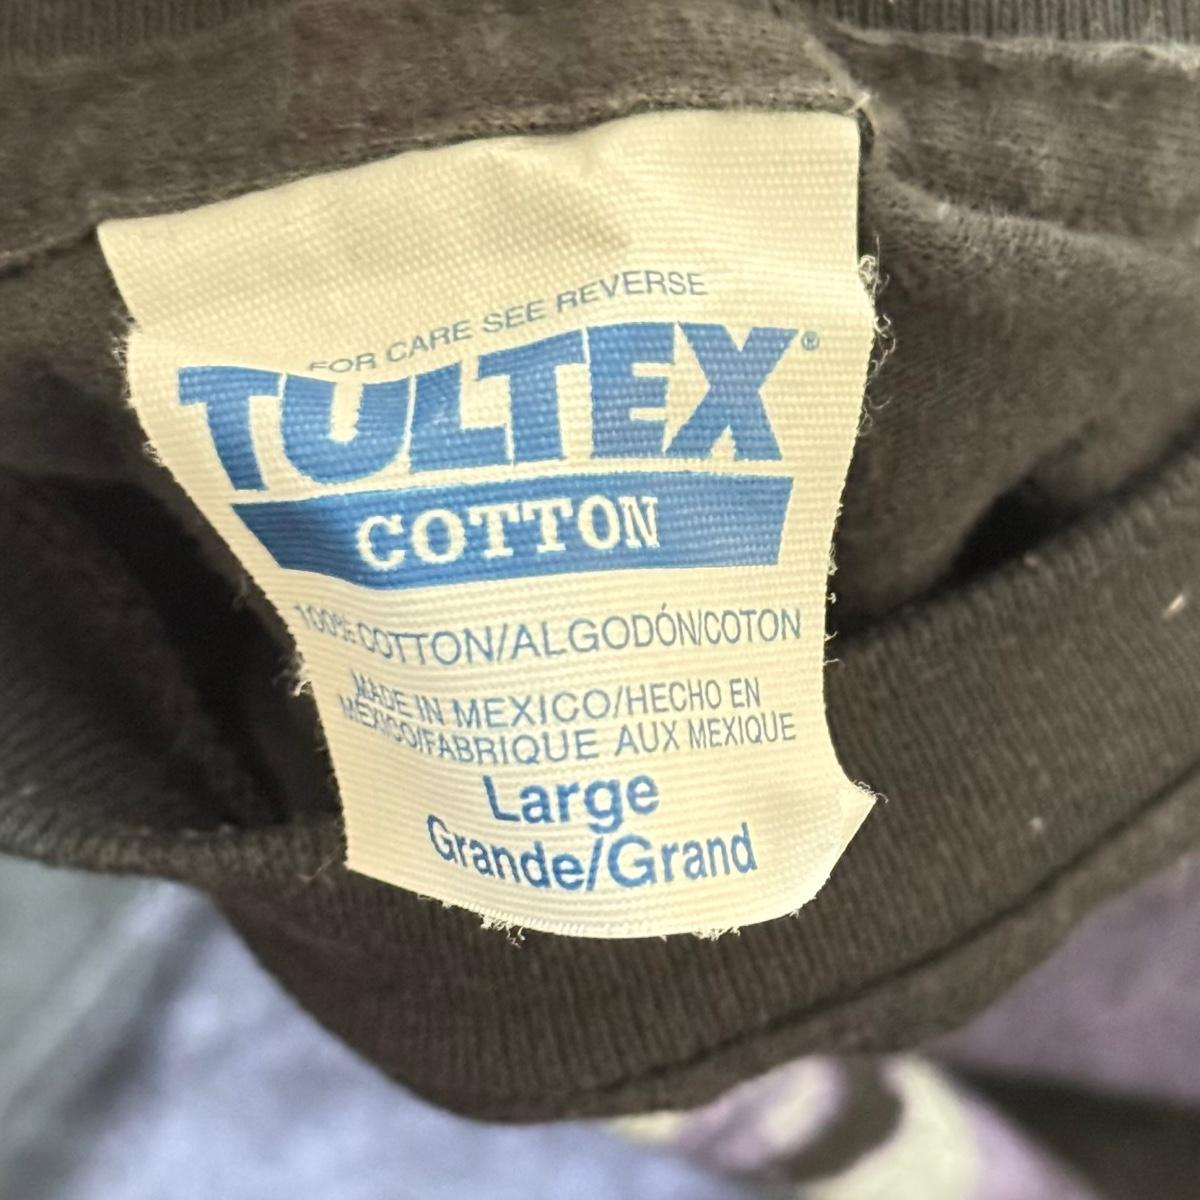 FOR CARE SEE REVERSE
TULTEX®
COTTON
100% COTTON/ALGODÓN/COTON
MADE IN MEXICO/HECHO EN
MÉXICO/FABRIQUE AUX MEXIQUE
Large
Grande/Grand